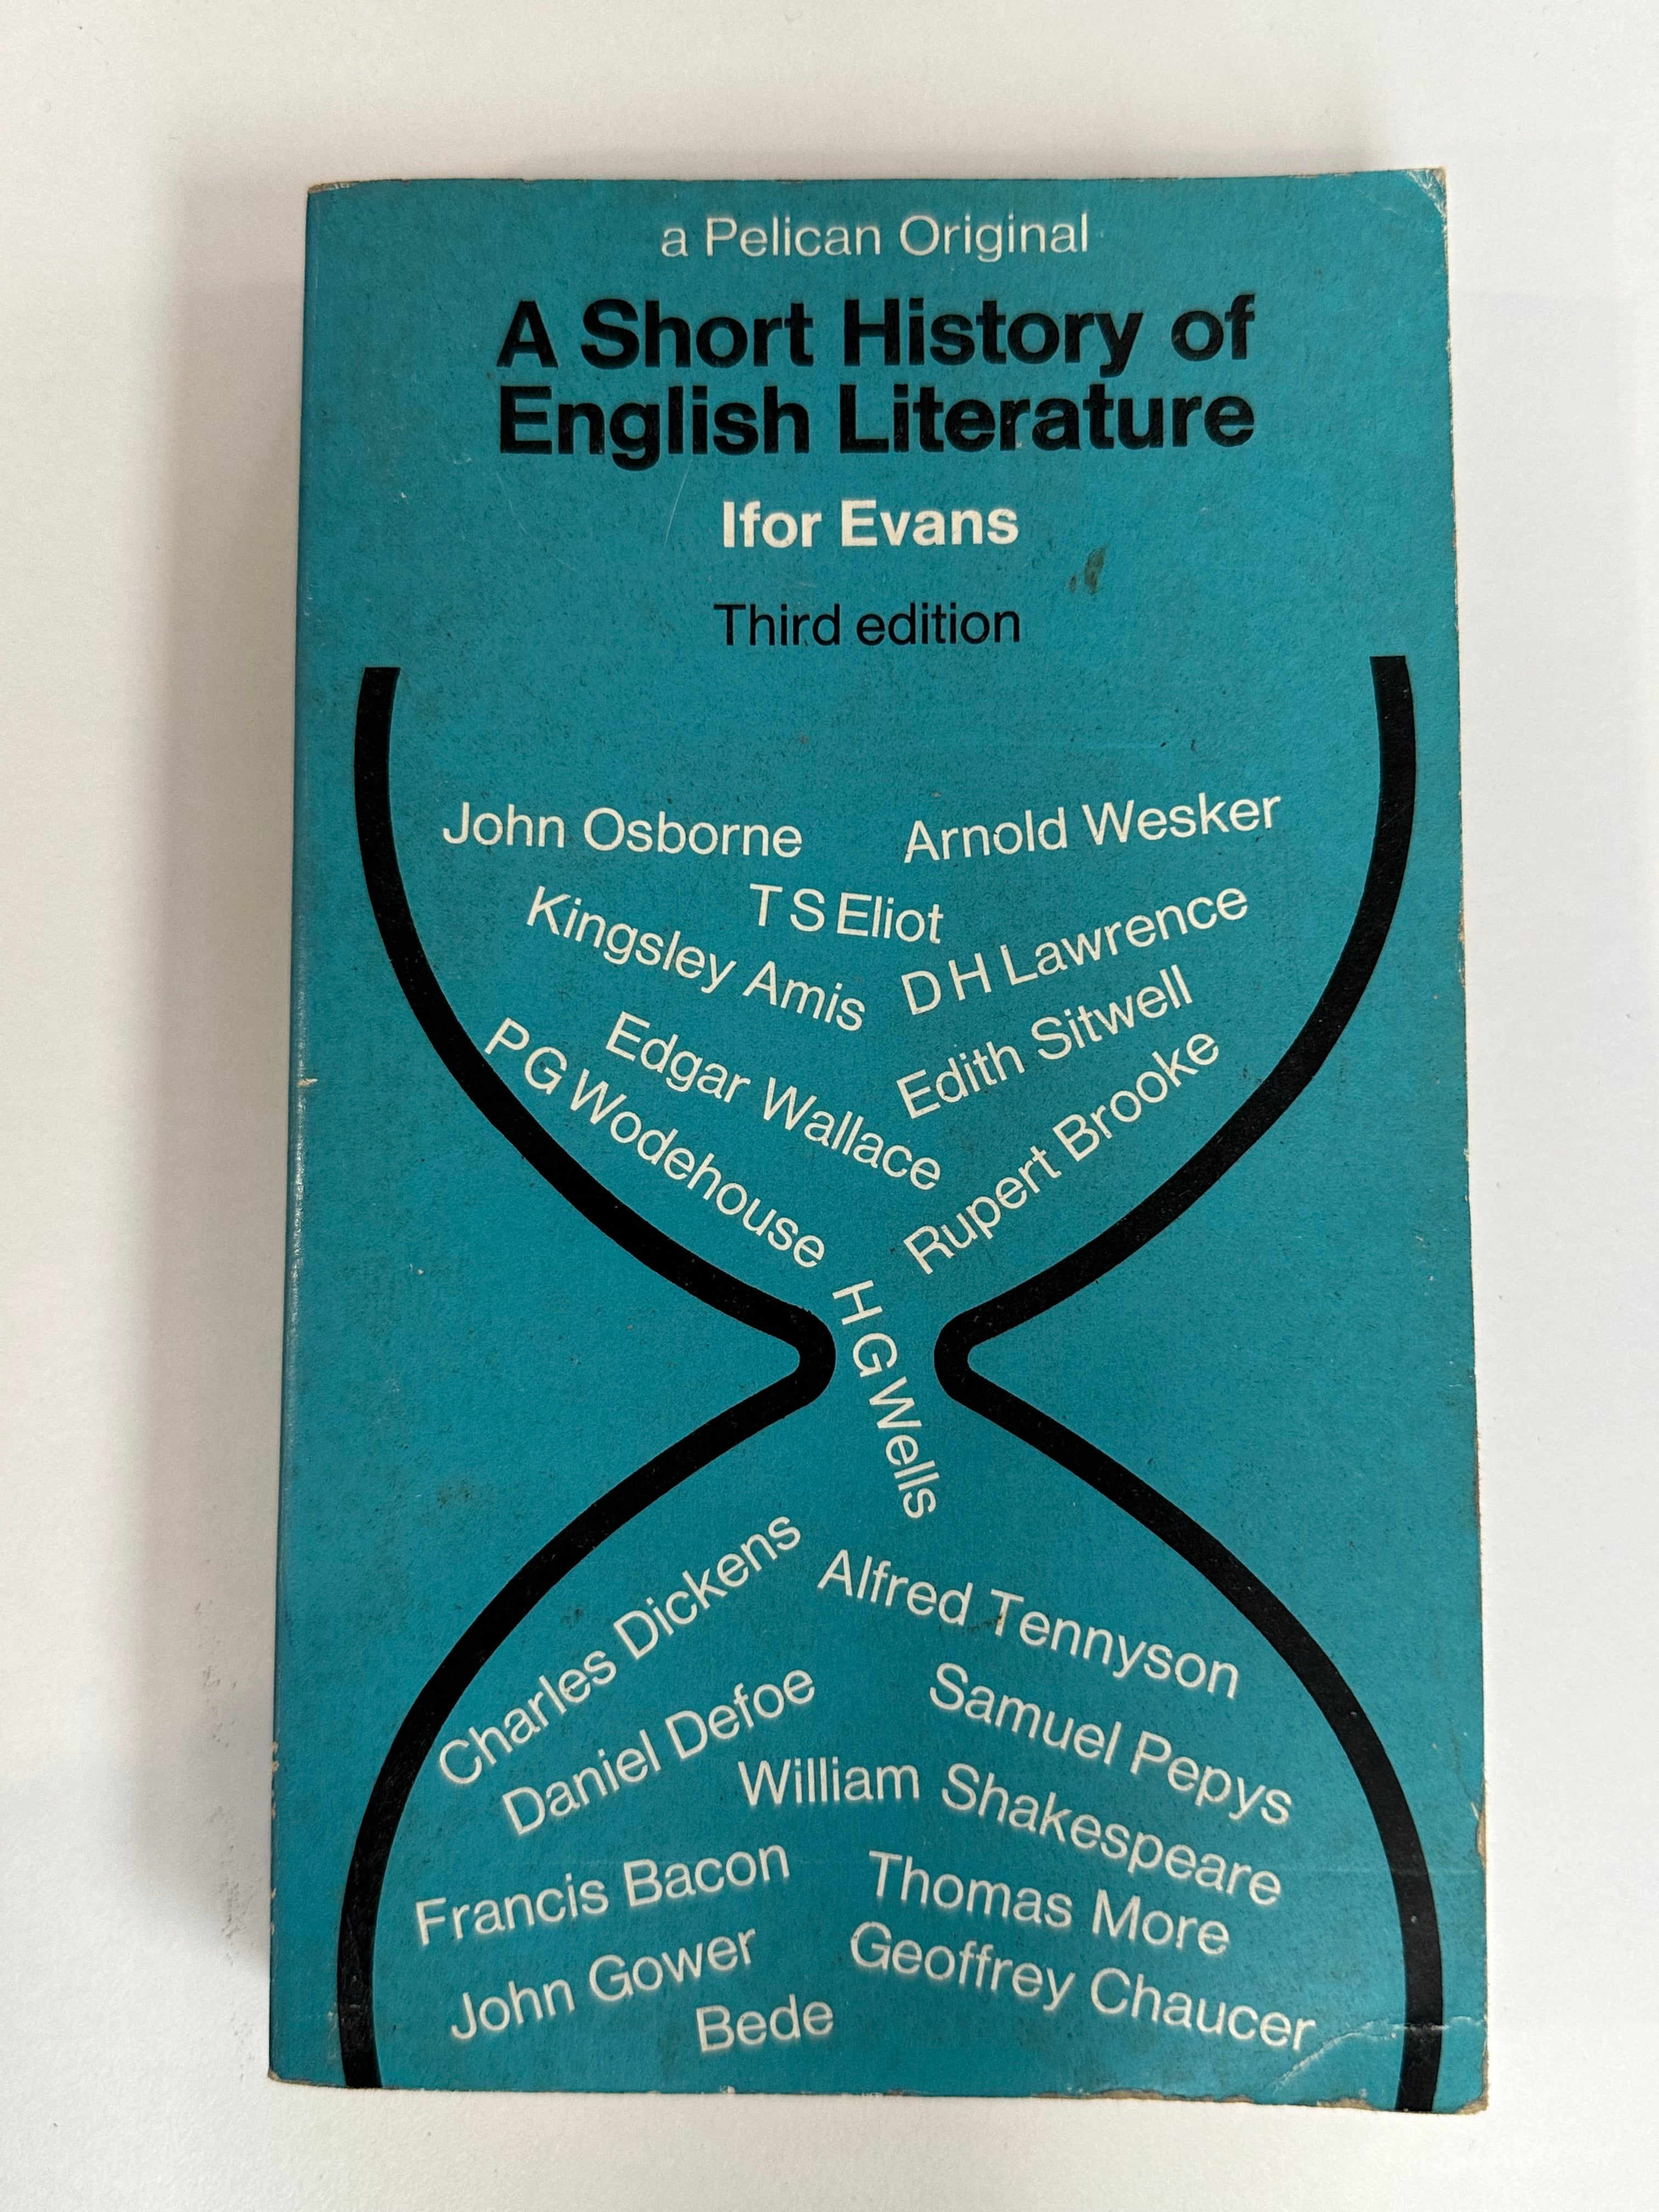 a Pelican Original
A Short History of
English Literature
Ifor Evans
Third edition
John Osborne
Arnold Wesker
T S Eliot
Kingsley Amis
D H Lawrence
Edgar Wallace
Edith Sitwell
P G Wodehouse
Rupert Brooke
H G Wells
Charles Dickens
Alfred Tennyson
Daniel Defoe
Samuel Pepys
William Shakespeare
Francis Bacon
Thomas More
John Gower
Geoffrey Chaucer
Bede